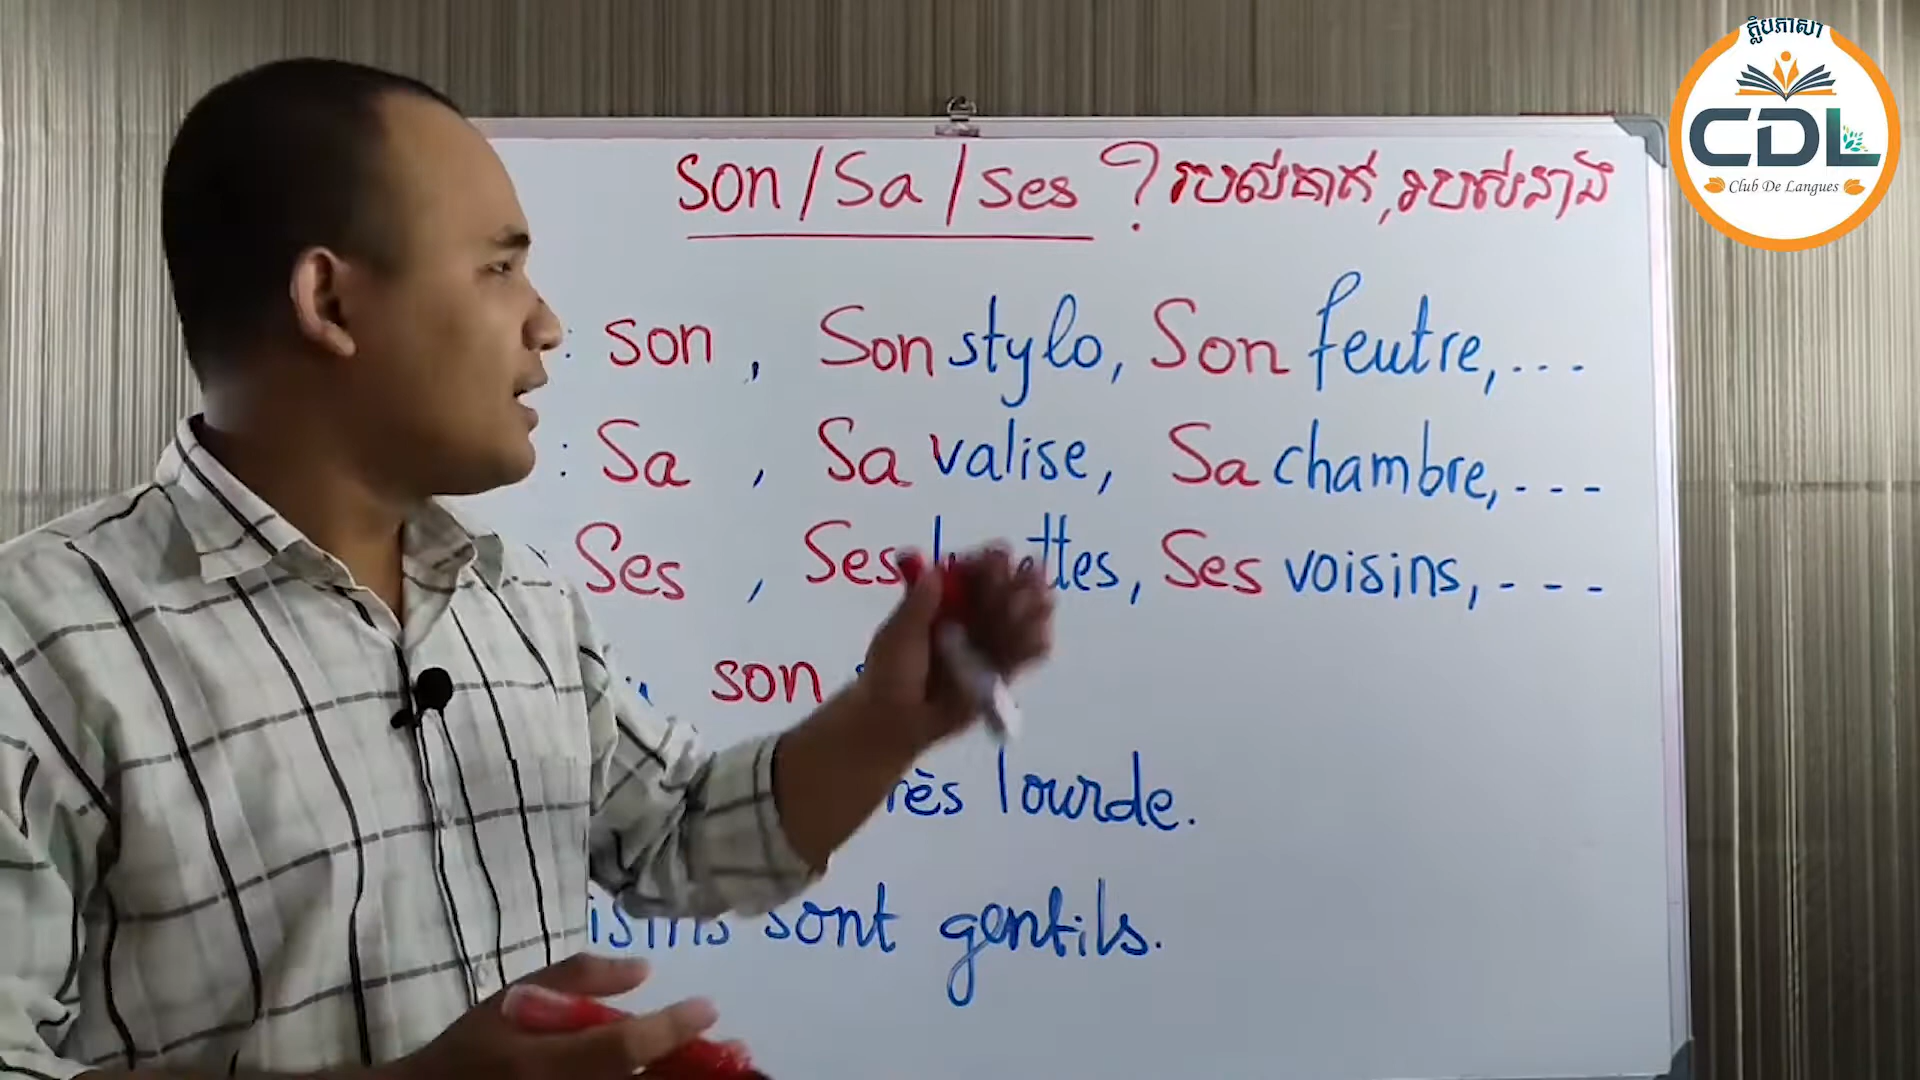 son / Sa / ses ? របស់គាត់, របស់នាង
: son , Son stylo, Son feutre, ...
: Sa , Sa valise, Sa chambre, ---
: Ses , Ses Ses voisins, ---
son
lourde.
sont gentils.
ក្លិបភាសា
CDL
Club De Langues